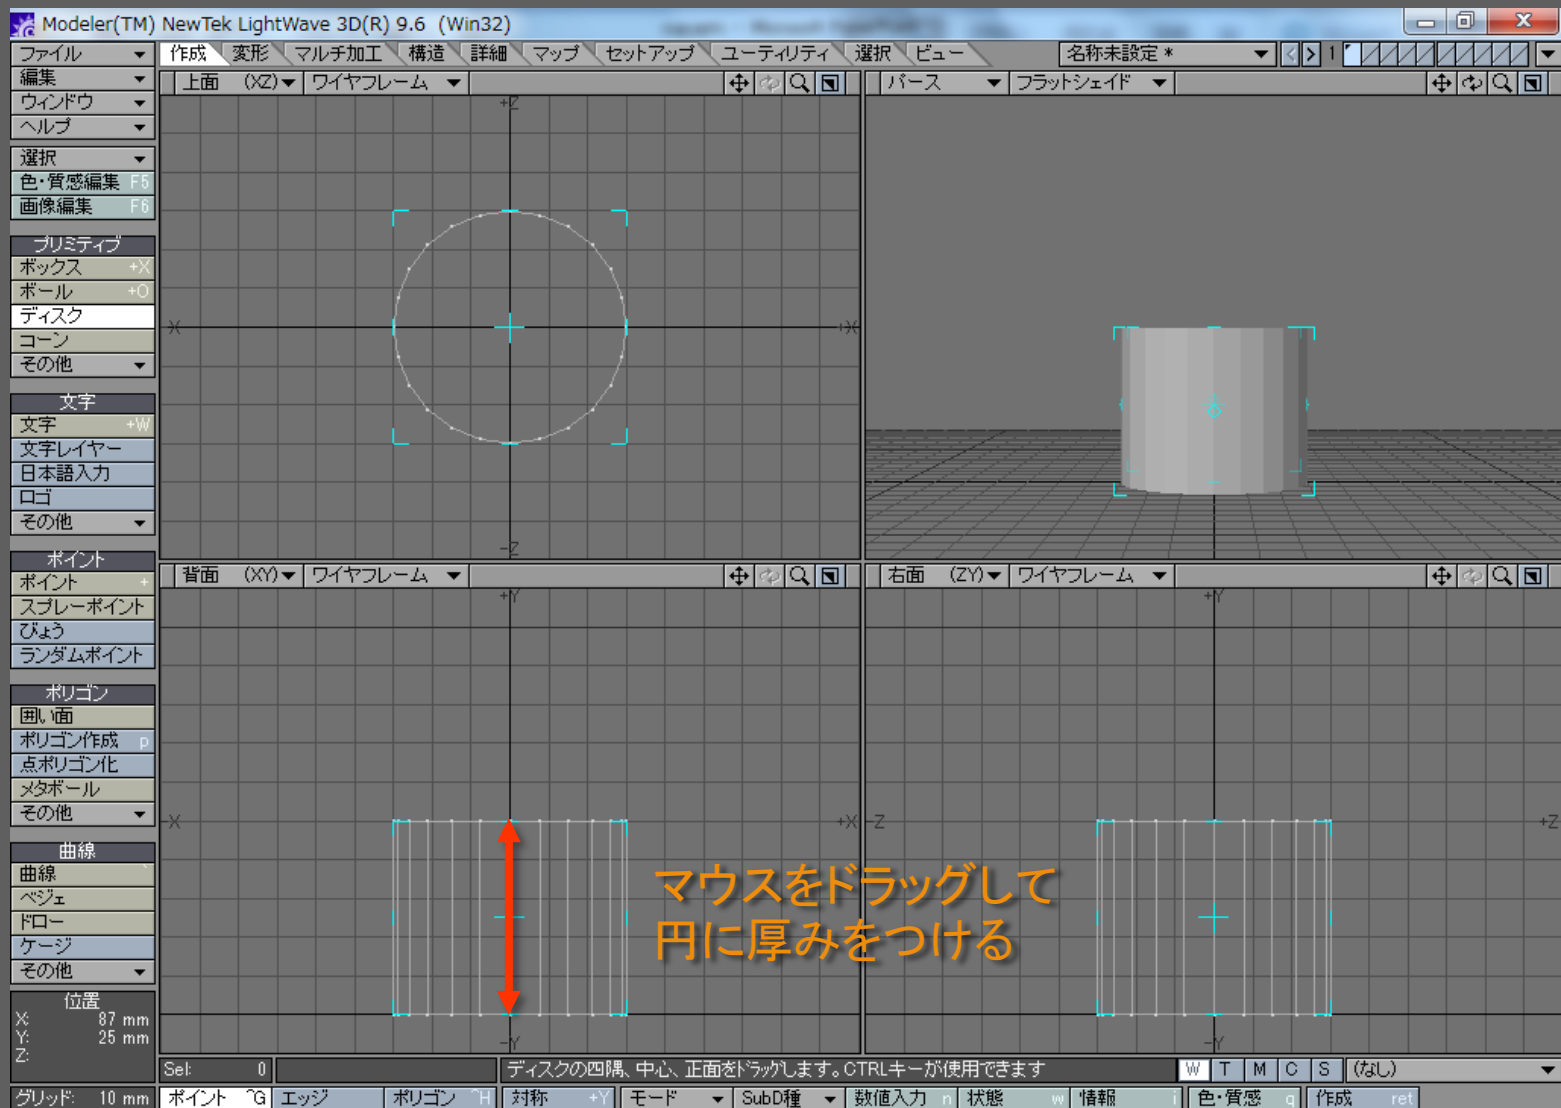 Modeler(TM) NewTek LightWave 3D(R) 9.6 (Win32)
ファイル
作成 変形 マルチ加工 構造 詳細 マップ セットアップ ユーティリティ 選択 ビュー 名称未設定 * 1
編集
ウィンドウ
ヘルプ
上面 (XZ) ワイヤフレーム
パース フラットシェイド
選択
色・質感編集 F5
画像編集 F6
プリミティブ
ボックス +X
ボール +O
ディスク
コーン
その他
文字
文字 +W
文字レイヤー
日本語入力
ロゴ
その他
ポイント
ポイント +
スプレーポイント
びょう
ランダムポイント
ポリゴン
囲い面
ポリゴン作成 p
点ポリゴン化
メタボール
その他
曲線
曲線 `
ベジェ
ドロー
ケージ
その他
位置
X: 87 mm
Y: 25 mm
Z:
グリッド: 10 mm
+Z
-X +X
-Z
背面 (XY) ワイヤフレーム
+Y
-X +X
-Y
右面 (ZY) ワイヤフレーム
+Y
-Z +Z
-Y
マウスをドラッグして
円に厚みをつける
Sel: 0 ディスクの四隅、中心、正面をドラッグします。CTRLキーが使用できます W T M C S (なし)
ポイント ^G エッジ ポリゴン ^H 対称 +Y モード SubD種 数値入力 n 状態 w 情報 i 色・質感 q 作成 ret